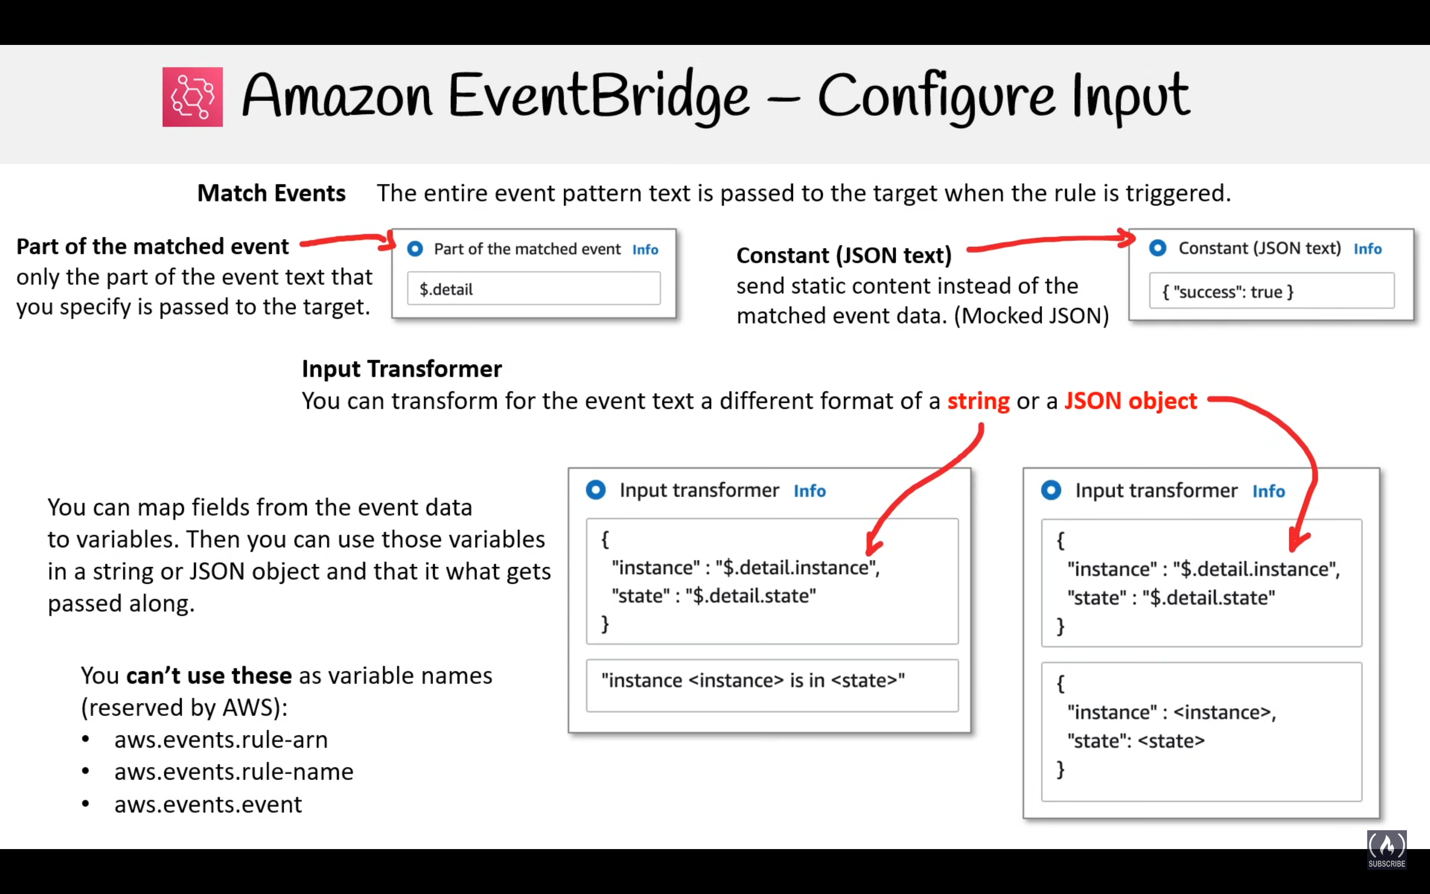 Amazon EventBridge – Configure Input
Match Events The entire event pattern text is passed to the target when the rule is triggered.
Part of the matched event
only the part of the event text that
you specify is passed to the target.
Part of the matched event Info
$.detail
Constant (JSON text)
send static content instead of the
matched event data. (Mocked JSON)
Constant (JSON text) Info
{ "success": true }
Input Transformer
You can transform for the event text a different format of a string or a JSON object
You can map fields from the event data
to variables. Then you can use those variables
in a string or JSON object and that it what gets
passed along.
You can't use these as variable names
(reserved by AWS):
• aws.events.rule-arn
• aws.events.rule-name
• aws.events.event
Input transformer Info
{
"instance" : "$.detail.instance",
"state" : "$.detail.state"
}
"instance <instance> is in <state>"
Input transformer Info
{
"instance" : "$.detail.instance",
"state" : "$.detail.state"
}
{
"instance" : <instance>,
"state": <state>
}
SUBSCRIBE